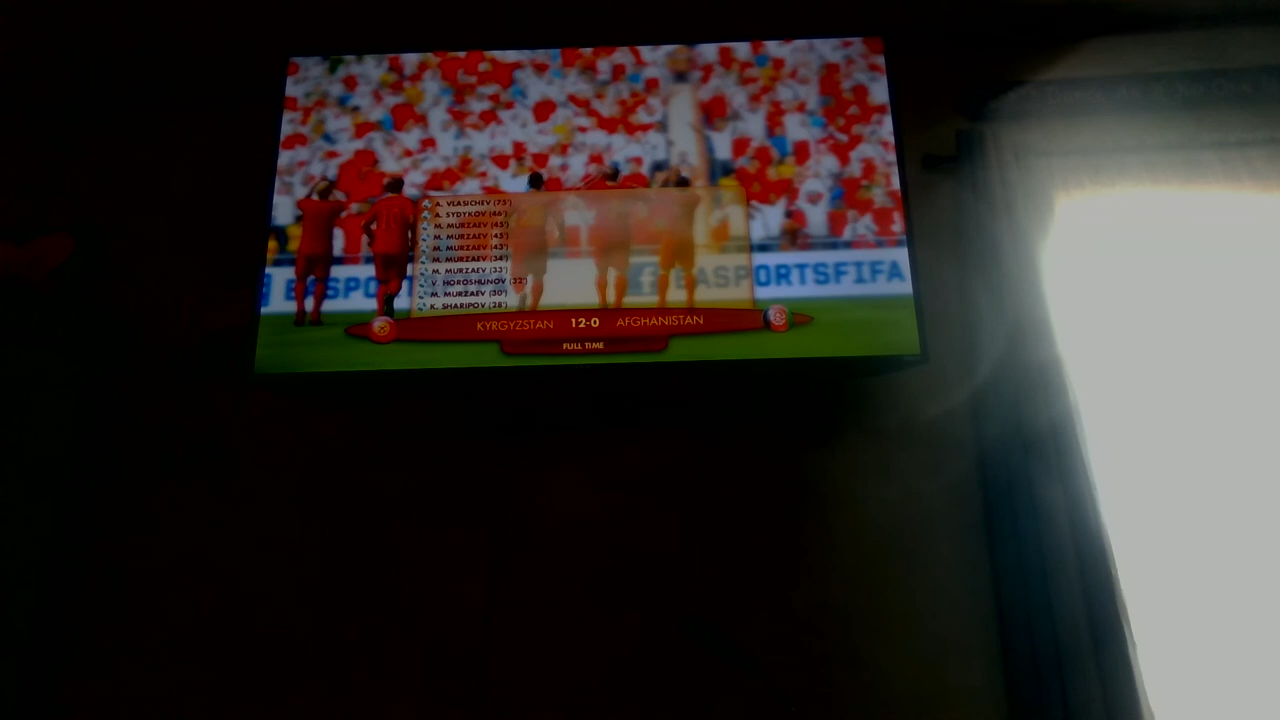 A. VLASICHEV (75')
A. SYDYKOV (46')
M. MURZAEV (45')
M. MURZAEV (45')
M. MURZAEV (43')
M. MURZAEV (34')
M. MURZAEV (33')
V. HOROSHUNOV (32')
M. MURZAEV (30')
K. SHARIPOV (28')
EASPO
EASPORTSFIFA
KYRGYZSTAN 12-0 AFGHANISTAN
FULL TIME